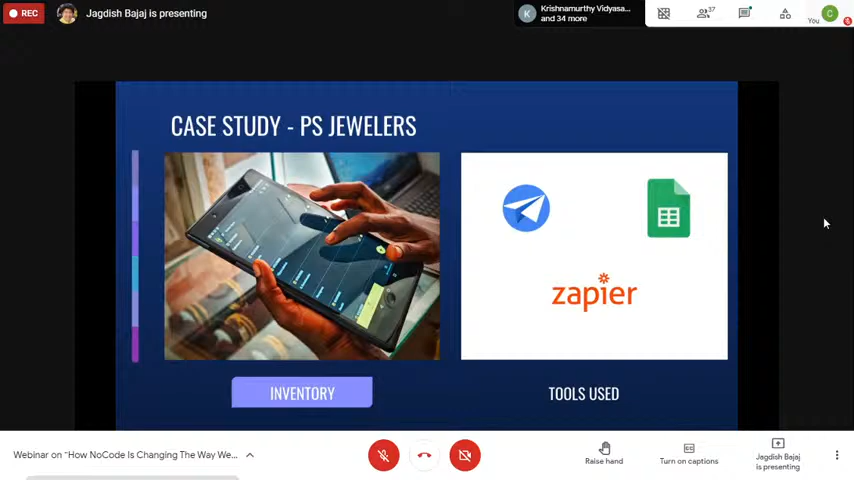 REC
Jagdish Bajaj is presenting
K
Krishnamurthy Vidyasa...
and 34 more
37
You
C
CASE STUDY - PS JEWELERS
zapier
INVENTORY
TOOLS USED
Webinar on "How NoCode Is Changing The Way We...
Raise hand
CC
Turn on captions
Jagdish Bajaj
is presenting